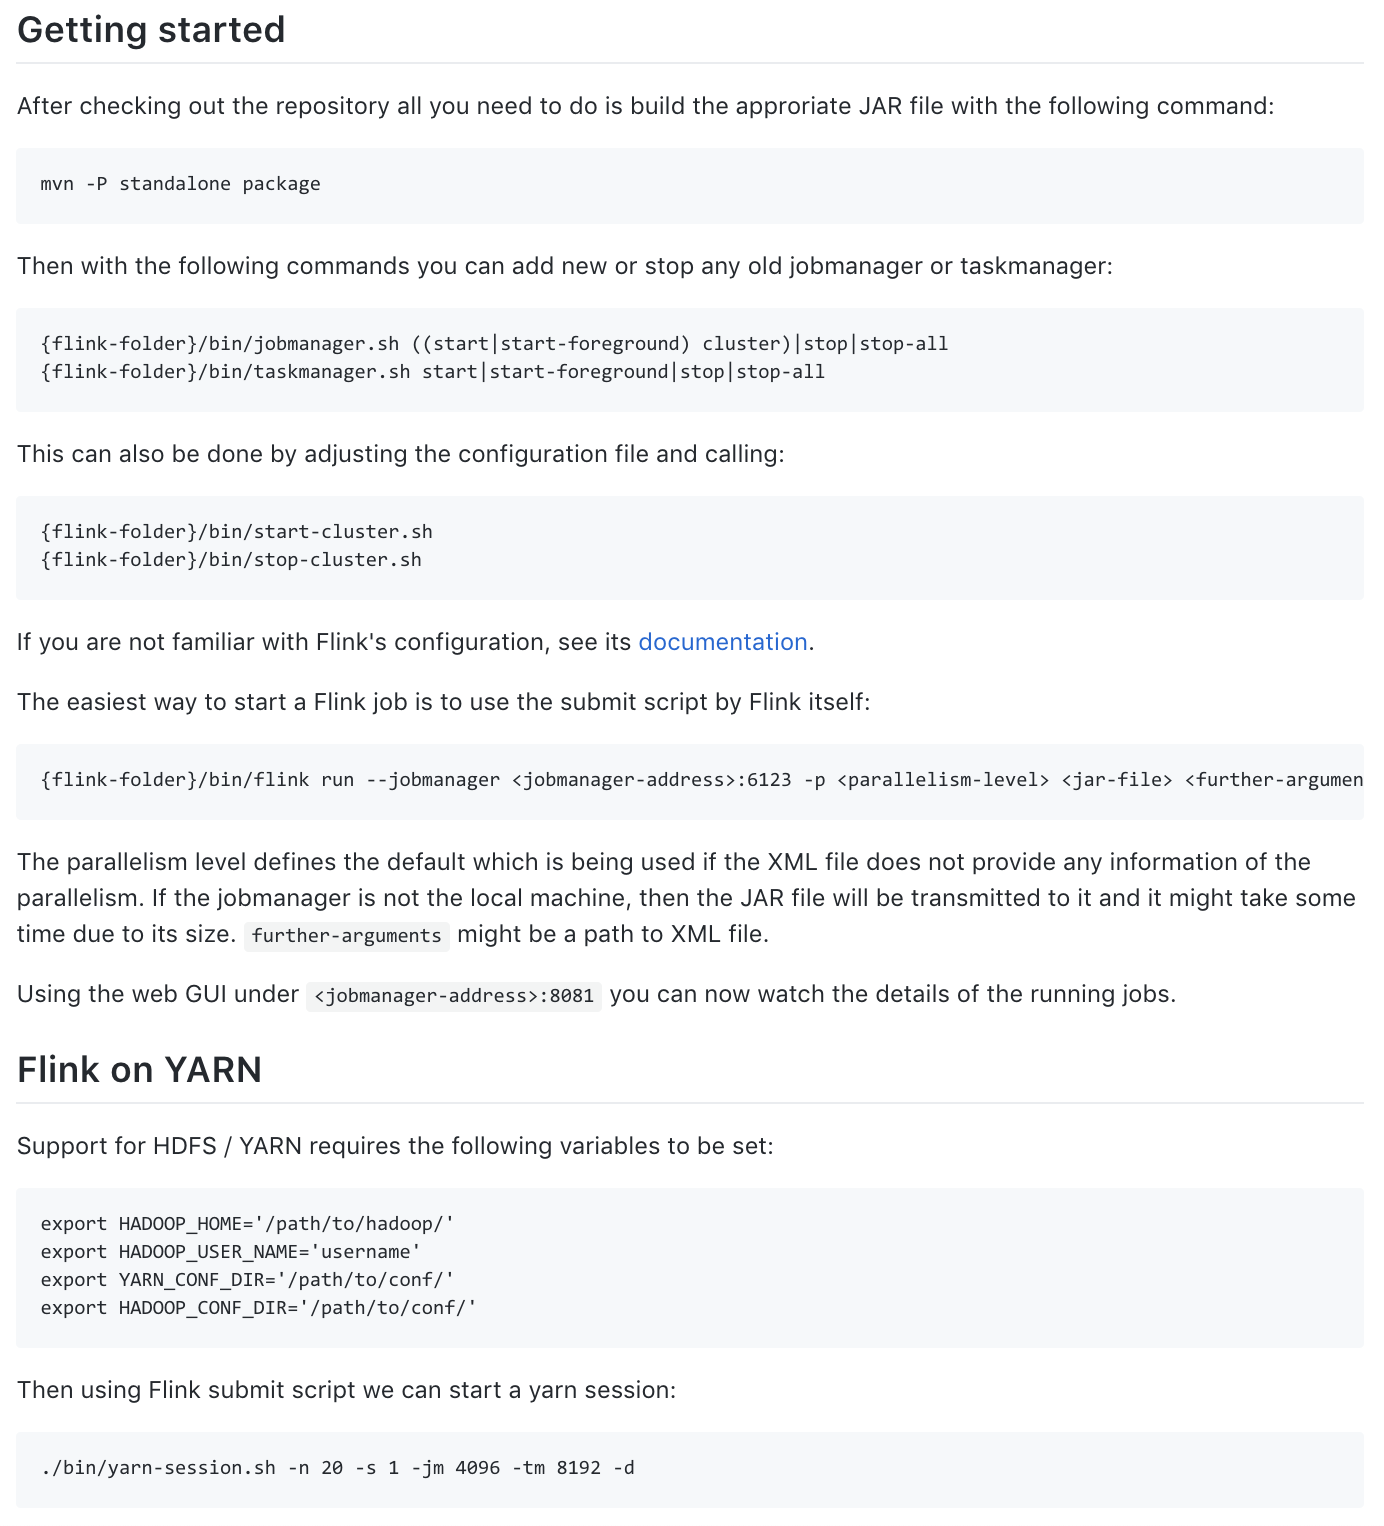 Getting started
After checking out the repository all you need to do is build the approriate JAR file with the following command:
mvn -P standalone package
Then with the following commands you can add new or stop any old jobmanager or taskmanager:
{flink-folder}/bin/jobmanager.sh ((start|start-foreground) cluster)|stop|stop-all
{flink-folder}/bin/taskmanager.sh start|start-foreground|stop|stop-all
This can also be done by adjusting the configuration file and calling:
{flink-folder}/bin/start-cluster.sh
{flink-folder}/bin/stop-cluster.sh
If you are not familiar with Flink's configuration, see its documentation.
The easiest way to start a Flink job is to use the submit script by Flink itself:
{flink-folder}/bin/flink run --jobmanager <jobmanager-address>:6123 -p <parallelism-level> <jar-file> <further-argumen
The parallelism level defines the default which is being used if the XML file does not provide any information of the
parallelism. If the jobmanager is not the local machine, then the JAR file will be transmitted to it and it might take some
time due to its size. further-arguments might be a path to XML file.
Using the web GUI under <jobmanager-address>:8081 you can now watch the details of the running jobs.
Flink on YARN
Support for HDFS / YARN requires the following variables to be set:
export HADOOP_HOME='/path/to/hadoop/'
export HADOOP_USER_NAME='username'
export YARN_CONF_DIR='/path/to/conf/'
export HADOOP_CONF_DIR='/path/to/conf/'
Then using Flink submit script we can start a yarn session:
./bin/yarn-session.sh -n 20 -s 1 -jm 4096 -tm 8192 -d